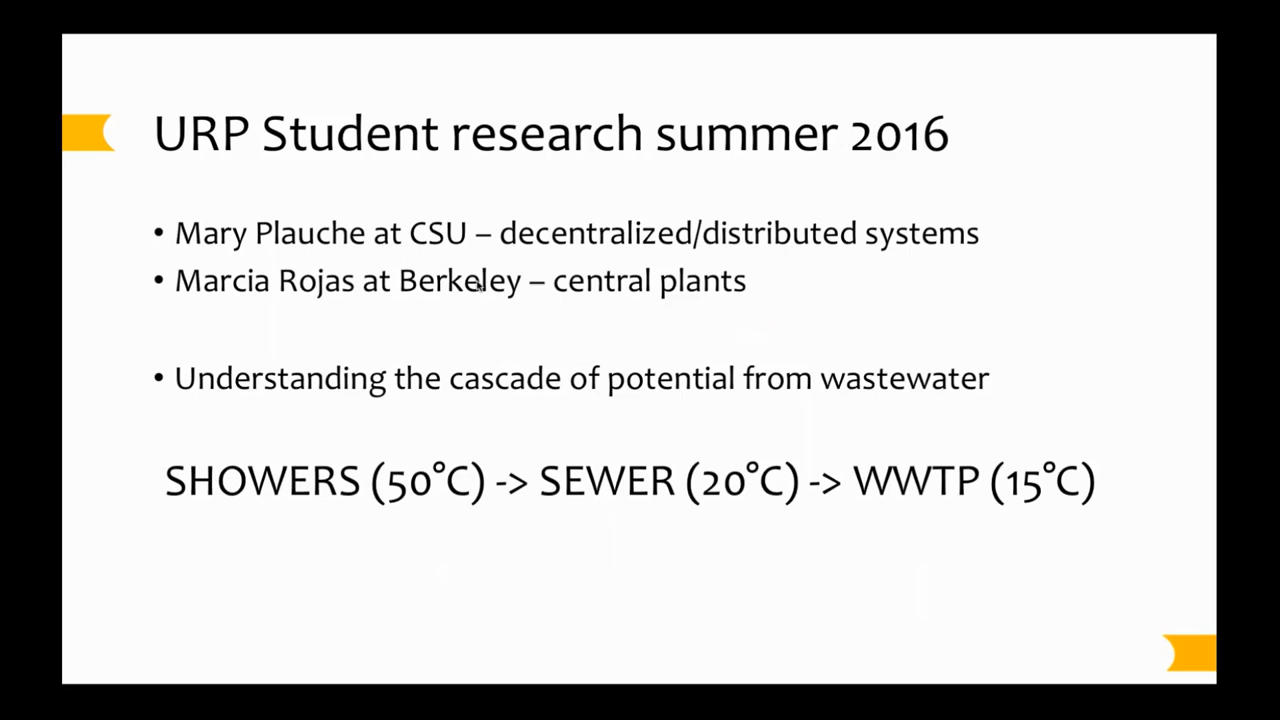 URP Student research summer 2016
• Mary Plauche at CSU – decentralized/distributed systems
• Marcia Rojas at Berkeley – central plants
• Understanding the cascade of potential from wastewater
SHOWERS (50°C) -> SEWER (20°C) -> WWTP (15°C)